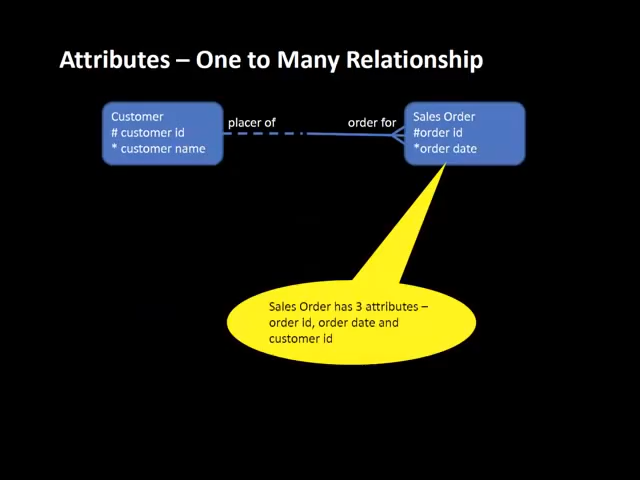 Attributes – One to Many Relationship
Customer
# customer id
* customer name
placer of
order for
Sales Order
#order id
*order date
Sales Order has 3 attributes –
order id, order date and
customer id